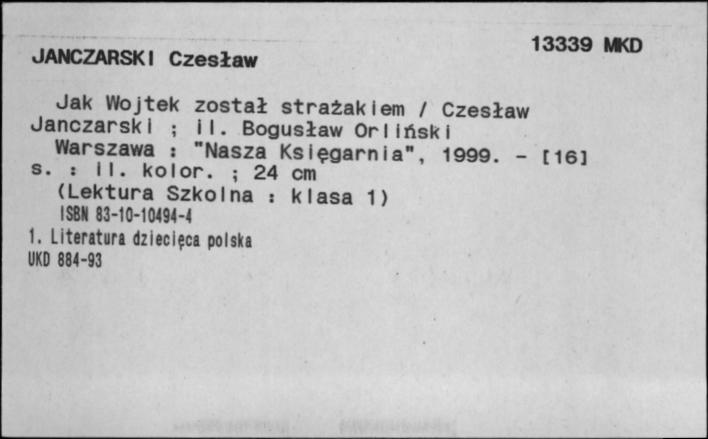 13339 MKD
JANCZARSKI Czesław
Jak Wojtek został strażakiem / Czesław
Janczarski ; il. Bogusław Orliński
Warszawa : "Nasza Księgarnia", 1999. - [16]
s. : il. kolor. ; 24 cm
(Lektura Szkolna : klasa 1)
ISBN 83-10-10494-4
1. Literatura dziecięca polska
UKD 884-93